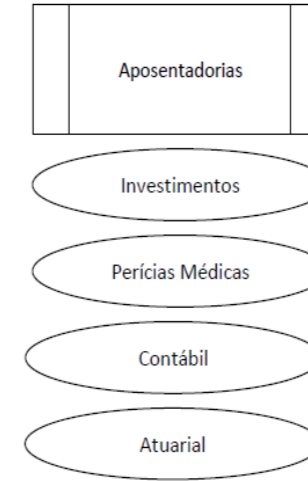 Aposentadorias
Investimentos
Perícias Médicas
Contábil
Atuarial